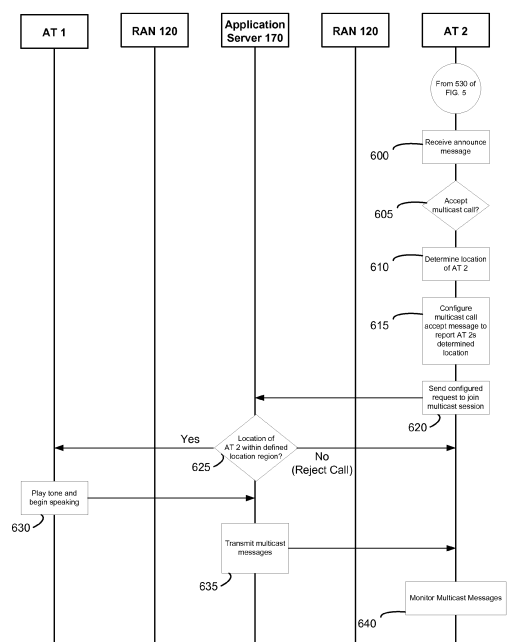 AT 1
RAN 120
Application
Server 170
RAN 120
AT 2
From 530 of
FIG. 5
Receive announce
message
600
Accept
multicast call?
605
Determine location
of AT 2
610
Configure
multicast call
accept message to
report AT 2s
determined
location
615
Send configured
request to join
multicast session
620
Location of
AT 2 within defined
location region?
625
Yes
No
(Reject Call)
Play tone and
begin speaking
630
Transmit multicast
messages
635
Monitor Multicast Messages
640